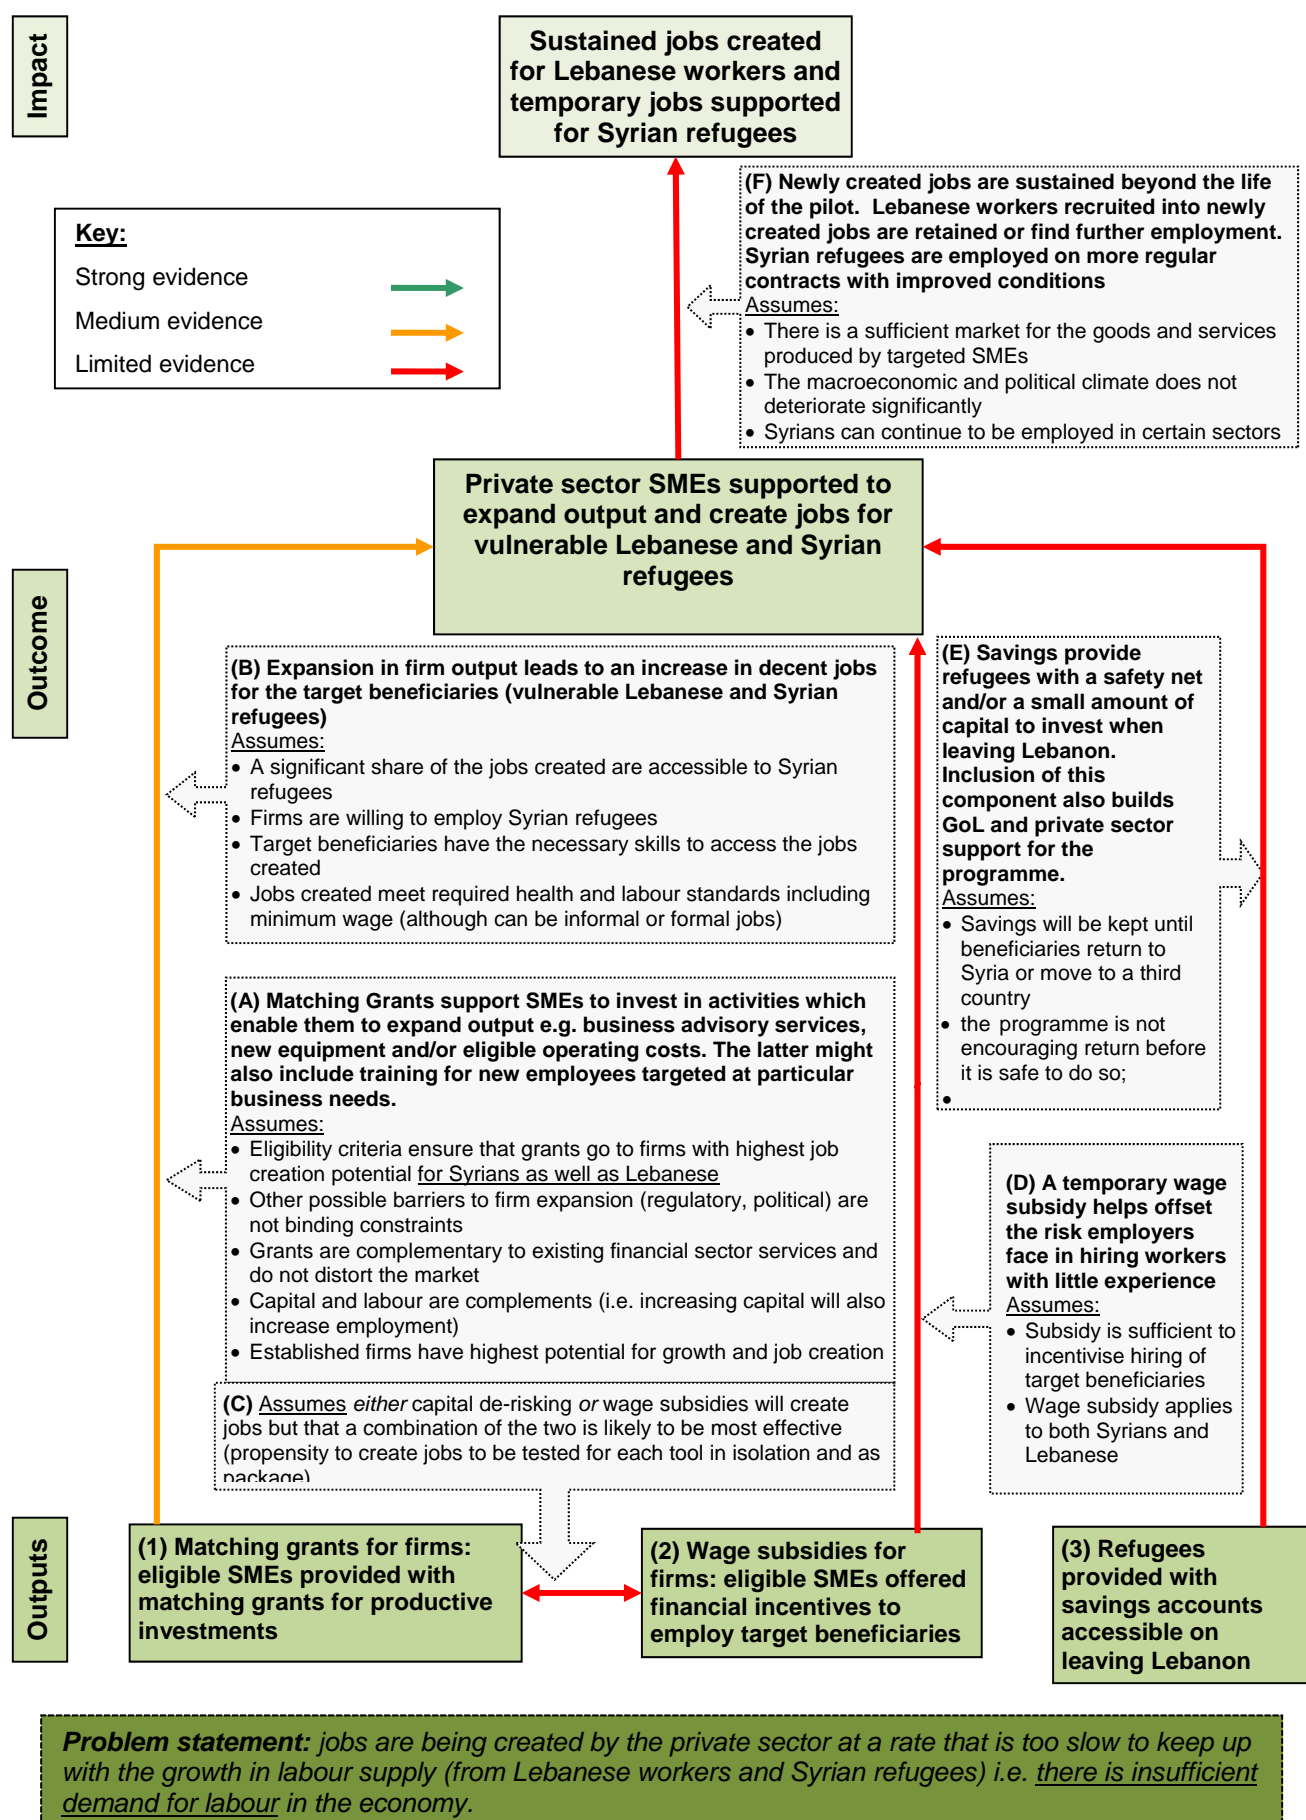 Impact
Sustained jobs created
for Lebanese workers and
temporary jobs supported
for Syrian refugees
(F) Newly created jobs are sustained beyond the life
of the pilot. Lebanese workers recruited into newly
created jobs are retained or find further employment.
Syrian refugees are employed on more regular
contracts with improved conditions
Assumes:
• There is a sufficient market for the goods and services
produced by targeted SMEs
• The macroeconomic and political climate does not
deteriorate significantly
• Syrians can continue to be employed in certain sectors
Key:
Strong evidence
Medium evidence
Limited evidence
Private sector SMEs supported to
expand output and create jobs for
vulnerable Lebanese and Syrian
refugees
Outcome
(B) Expansion in firm output leads to an increase in decent jobs
for the target beneficiaries (vulnerable Lebanese and Syrian
refugees)
Assumes:
• A significant share of the jobs created are accessible to Syrian
refugees
• Firms are willing to employ Syrian refugees
• Target beneficiaries have the necessary skills to access the jobs
created
• Jobs created meet required health and labour standards including
minimum wage (although can be informal or formal jobs)
(E) Savings provide
refugees with a safety net
and/or a small amount of
capital to invest when
leaving Lebanon.
Inclusion of this
component also builds
GoL and private sector
support for the
programme.
Assumes:
• Savings will be kept until
beneficiaries return to
Syria or move to a third
country
• the programme is not
encouraging return before
it is safe to do so;
•
(A) Matching Grants support SMEs to invest in activities which
enable them to expand output e.g. business advisory services,
new equipment and/or eligible operating costs. The latter might
also include training for new employees targeted at particular
business needs.
Assumes:
• Eligibility criteria ensure that grants go to firms with highest job
creation potential for Syrians as well as Lebanese
• Other possible barriers to firm expansion (regulatory, political) are
not binding constraints
• Grants are complementary to existing financial sector services and
do not distort the market
• Capital and labour are complements (i.e. increasing capital will also
increase employment)
• Established firms have highest potential for growth and job creation
(D) A temporary wage
subsidy helps offset
the risk employers
face in hiring workers
with little experience
Assumes:
• Subsidy is sufficient to
incentivise hiring of
target beneficiaries
• Wage subsidy applies
to both Syrians and
Lebanese
(C) Assumes either capital de-risking or wage subsidies will create
jobs but that a combination of the two is likely to be most effective
(propensity to create jobs to be tested for each tool in isolation and as
package)
Outputs
(1) Matching grants for firms:
eligible SMEs provided with
matching grants for productive
investments
(2) Wage subsidies for
firms: eligible SMEs offered
financial incentives to
employ target beneficiaries
(3) Refugees
provided with
savings accounts
accessible on
leaving Lebanon
Problem statement: jobs are being created by the private sector at a rate that is too slow to keep up
with the growth in labour supply (from Lebanese workers and Syrian refugees) i.e. there is insufficient
demand for labour in the economy.